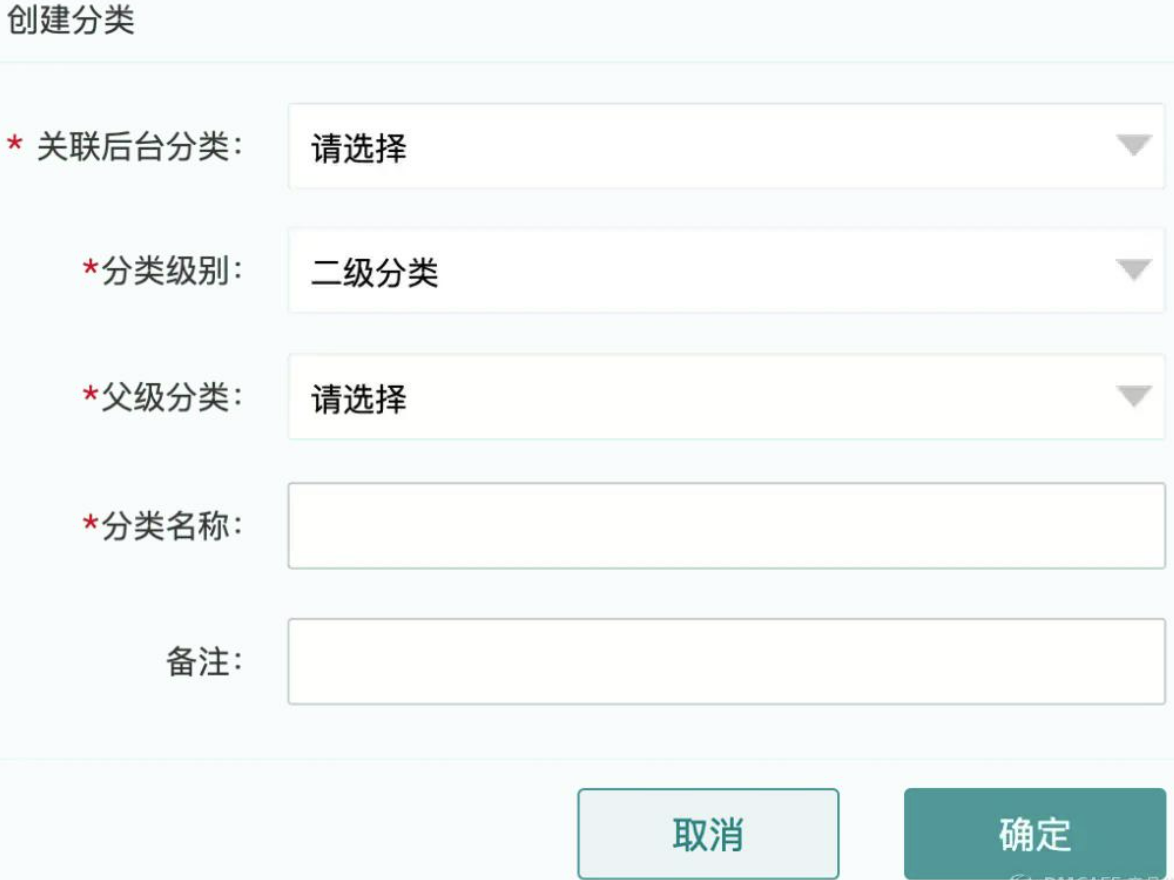 创建分类
* 关联后台分类： 请选择
*分类级别： 二级分类
*父级分类： 请选择
*分类名称：
备注：
取消 确定